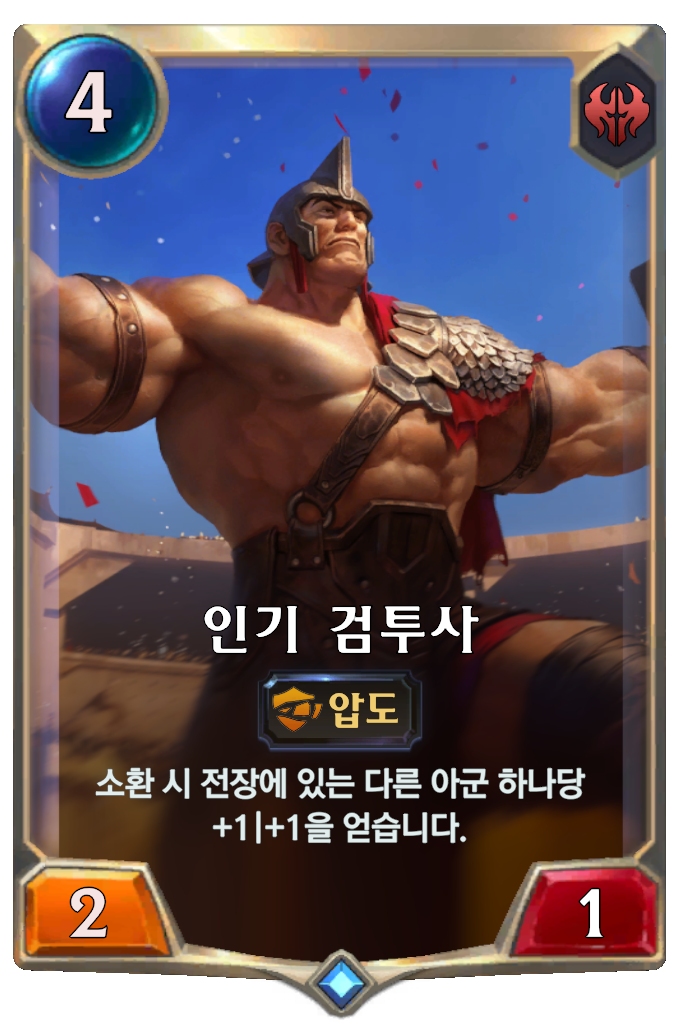 4
인기 검투사
압도
소환 시 전장에 있는 다른 아군 하나당
+1|+1을 얻습니다.
2
1